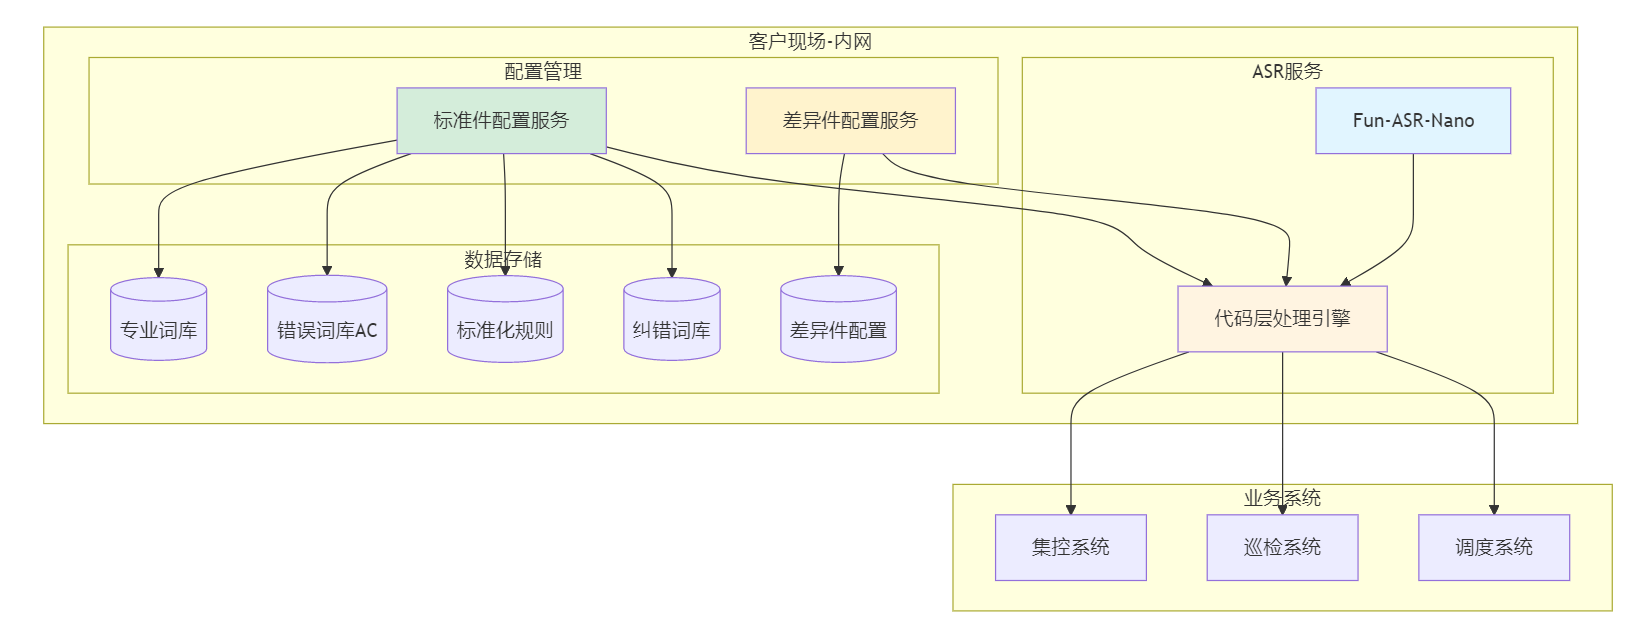 客户现场-内网
配置管理
ASR服务
标准件配置服务
差异件配置服务
Fun-ASR-Nano
数据存储
专业词库
错误词库AC
标准化规则
纠错词库
差异件配置
代码层处理引擎
业务系统
集控系统
巡检系统
调度系统